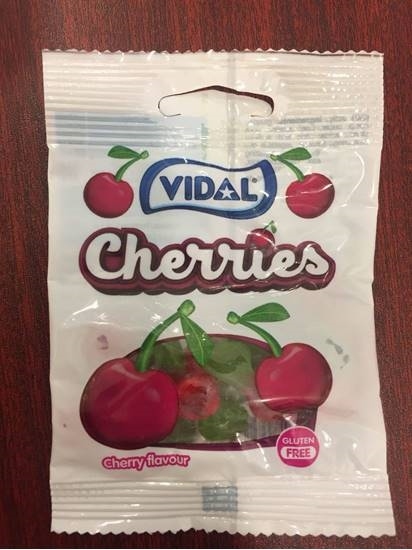 VIDAL
Cherries
Cherry flavour
GLUTEN
FREE